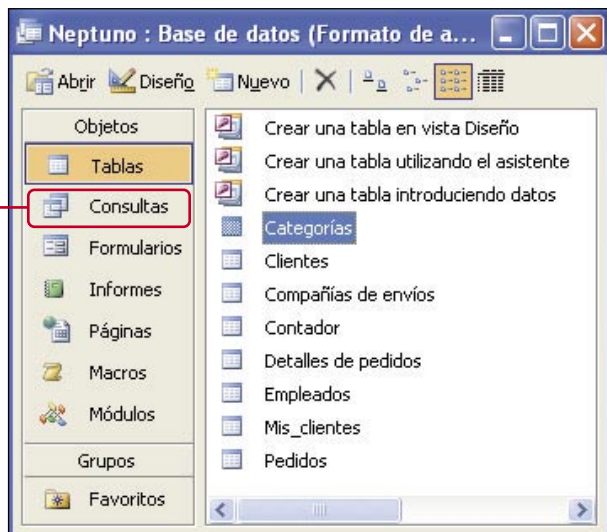 Neptuno : Base de datos (Formato de a...
Abrir Diseño Nuevo
Objetos
Tablas
Consultas
Formularios
Informes
Páginas
Macros
Módulos
Grupos
Favoritos
Crear una tabla en vista Diseño
Crear una tabla utilizando el asistente
Crear una tabla introduciendo datos
Categorías
Clientes
Compañías de envíos
Contador
Detalles de pedidos
Empleados
Mis_clientes
Pedidos